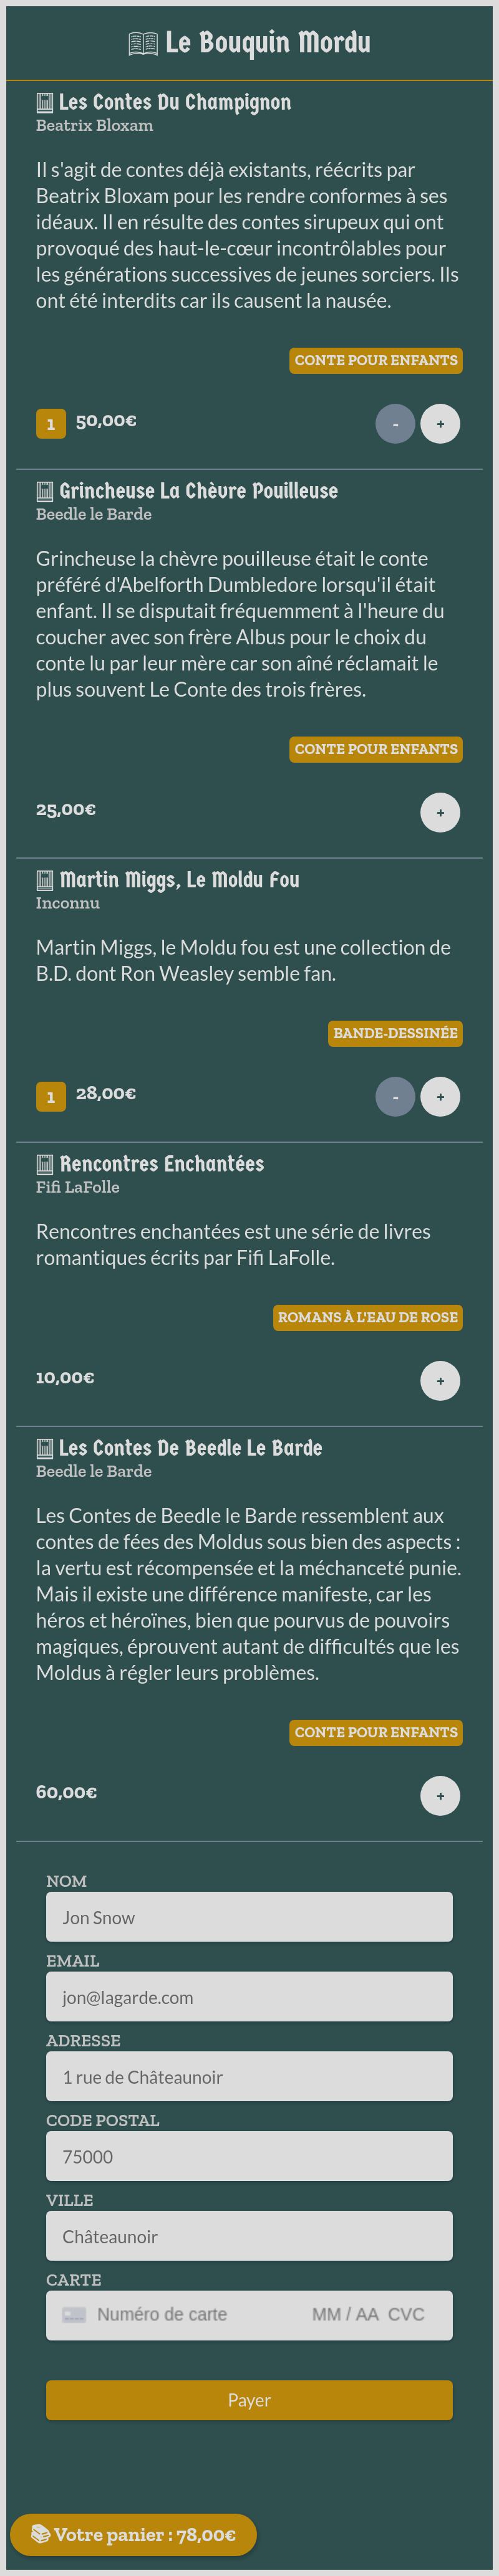 Le Bouquin Mordu
Les Contes Du Champignon
Beatrix Bloxam
Il s'agit de contes déjà existants, réécrits par
Beatrix Bloxam pour les rendre conformes à ses
idéaux. Il en résulte des contes sirupeux qui ont
provoqué des haut-le-cœur incontrôlables pour
les générations successives de jeunes sorciers. Ils
ont été interdits car ils causent la nausée.
CONTE POUR ENFANTS
1 50,00€ - +
Grincheuse La Chèvre Pouilleuse
Beedle le Barde
Grincheuse la chèvre pouilleuse était le conte
préféré d'Abelforth Dumbledore lorsqu'il était
enfant. Il se disputait fréquemment à l'heure du
coucher avec son frère Albus pour le choix du
conte lu par leur mère car son aîné réclamait le
plus souvent Le Conte des trois frères.
CONTE POUR ENFANTS
25,00€ +
Martin Miggs, Le Moldu Fou
Inconnu
Martin Miggs, le Moldu fou est une collection de
B.D. dont Ron Weasley semble fan.
BANDE-DESSINÉE
1 28,00€ - +
Rencontres Enchantées
Fifi LaFolle
Rencontres enchantées est une série de livres
romantiques écrits par Fifi LaFolle.
ROMANS À L'EAU DE ROSE
10,00€ +
Les Contes De Beedle Le Barde
Beedle le Barde
Les Contes de Beedle le Barde ressemblent aux
contes de fées des Moldus sous bien des aspects :
la vertu est récompensée et la méchanceté punie.
Mais il existe une différence manifeste, car les
héros et héroïnes, bien que pourvus de pouvoirs
magiques, éprouvent autant de difficultés que les
Moldus à régler leurs problèmes.
CONTE POUR ENFANTS
60,00€ +
NOM
Jon Snow
EMAIL
jon@lagarde.com
ADRESSE
1 rue de Châteaunoir
CODE POSTAL
75000
VILLE
Châteaunoir
CARTE
Numéro de carte MM / AA CVC
Payer
Votre panier : 78,00€